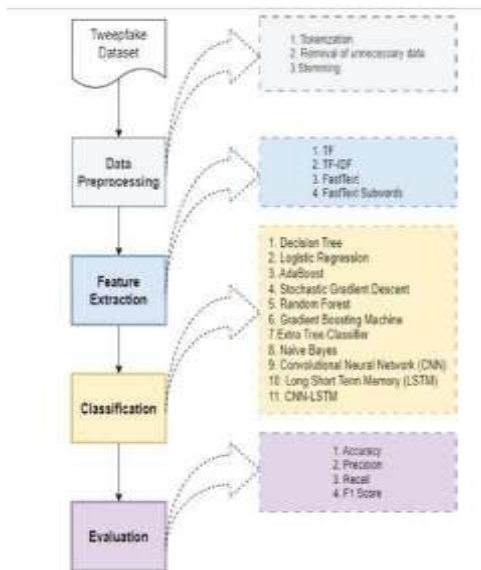 Tweepfake
Dataset
1. Tokenization
2. Removal of unnecessary data
3.Stemming
Data
Preprocessing
1. TF
2. TF-IDF
3. FastText
4. FastText Subwords
Feature
Extraction
1. Decision Tree
2. Logistic Regression
3. AdaBoost
4. Stochastic Gradient Descent
5. Random Forest
6. Gradient Boosting Machine
7.Extra Tree Classifier
8. Naive Bayes
9. Convolutional Neural Network (CNN)
10. Long Short Term Memory (LSTM)
11. CNN-LSTM
Classification
1. Accuracy
2. Precision
3. Recall
4. F1 Score
Evaluation